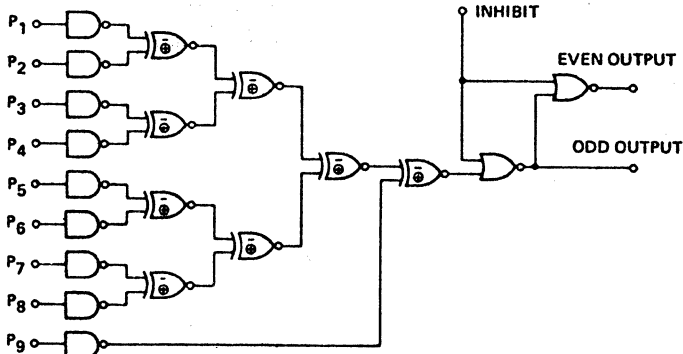 INHIBIT
P1
P2
EVEN OUTPUT
P3
P4
ODD OUTPUT
P5
P6
P7
P8
P9